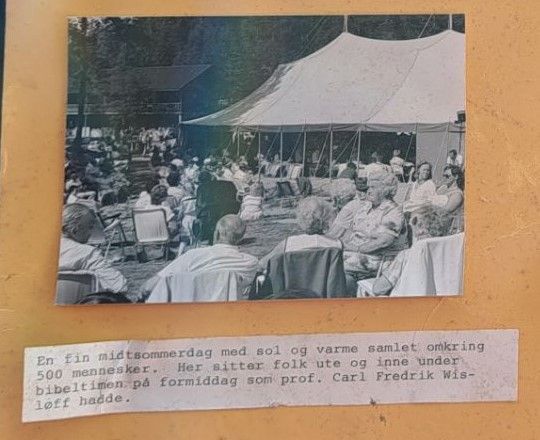 En fin midtsommerdag med sol og varme samlet omkring
500 mennesker.  Her sitter folk ute og inne under
bibeltimen på formiddag som prof. Carl Fredrik Wis-
løff hadde.